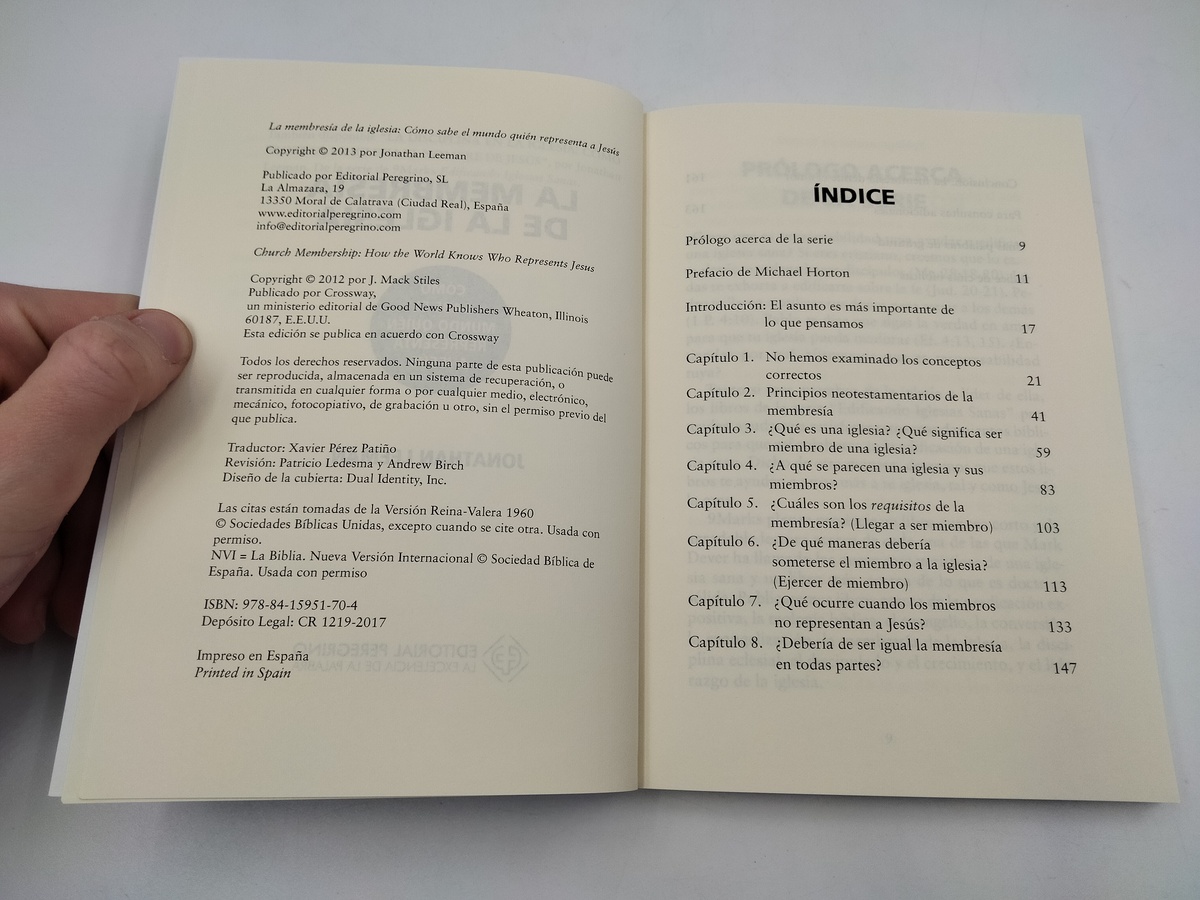 La membresía de la iglesia: Cómo sabe el mundo quién representa a Jesús
Copyright © 2013 por Jonathan Leeman
Publicado por Editorial Peregrino, SL
La Almazara, 19
13350 Moral de Calatrava (Ciudad Real), España
www.editorialperegrino.com
info@editorialperegrino.com
Church Membership: How the World Knows Who Represents Jesus
Copyright © 2012 por J. Mack Stiles
Publicado por Crossway,
un ministerio editorial de Good News Publishers Wheaton, Illinois
60187, E.E.U.U.
Esta edición se publica en acuerdo con Crossway
Todos los derechos reservados. Ninguna parte de esta publicación puede
ser reproducida, almacenada en un sistema de recuperación, o
transmitida en cualquier forma o por cualquier medio, electrónico,
mecánico, fotocopiativo, de grabación u otro, sin el permiso previo del
que publica.
Traductor: Xavier Pérez Patiño
Revisión: Patricio Ledesma y Andrew Birch
Diseño de la cubierta: Dual Identity, Inc.
Las citas están tomadas de la Versión Reina-Valera 1960
© Sociedades Bíblicas Unidas, excepto cuando se cite otra. Usada con
permiso.
NVI = La Biblia. Nueva Versión Internacional © Sociedad Bíblica de
España. Usada con permiso
ISBN: 978-84-15951-70-4
Depósito Legal: CR 1219-2017
Impreso en España
Printed in Spain
ÍNDICE
Prólogo acerca de la serie 9
Prefacio de Michael Horton 11
Introducción: El asunto es más importante de
lo que pensamos 17
Capítulo 1. No hemos examinado los conceptos
correctos 21
Capítulo 2. Principios neotestamentarios de la
membresía 41
Capítulo 3. ¿Qué es una iglesia? ¿Qué significa ser
miembro de una iglesia? 59
Capítulo 4. ¿A qué se parecen una iglesia y sus
miembros? 83
Capítulo 5. ¿Cuáles son los requisitos de la
membresía? (Llegar a ser miembro) 103
Capítulo 6. ¿De qué maneras debería
someterse el miembro a la iglesia?
(Ejercer de miembro) 113
Capítulo 7. ¿Qué ocurre cuando los miembros
no representan a Jesús? 133
Capítulo 8. ¿Debería de ser igual la membresía
en todas partes? 147